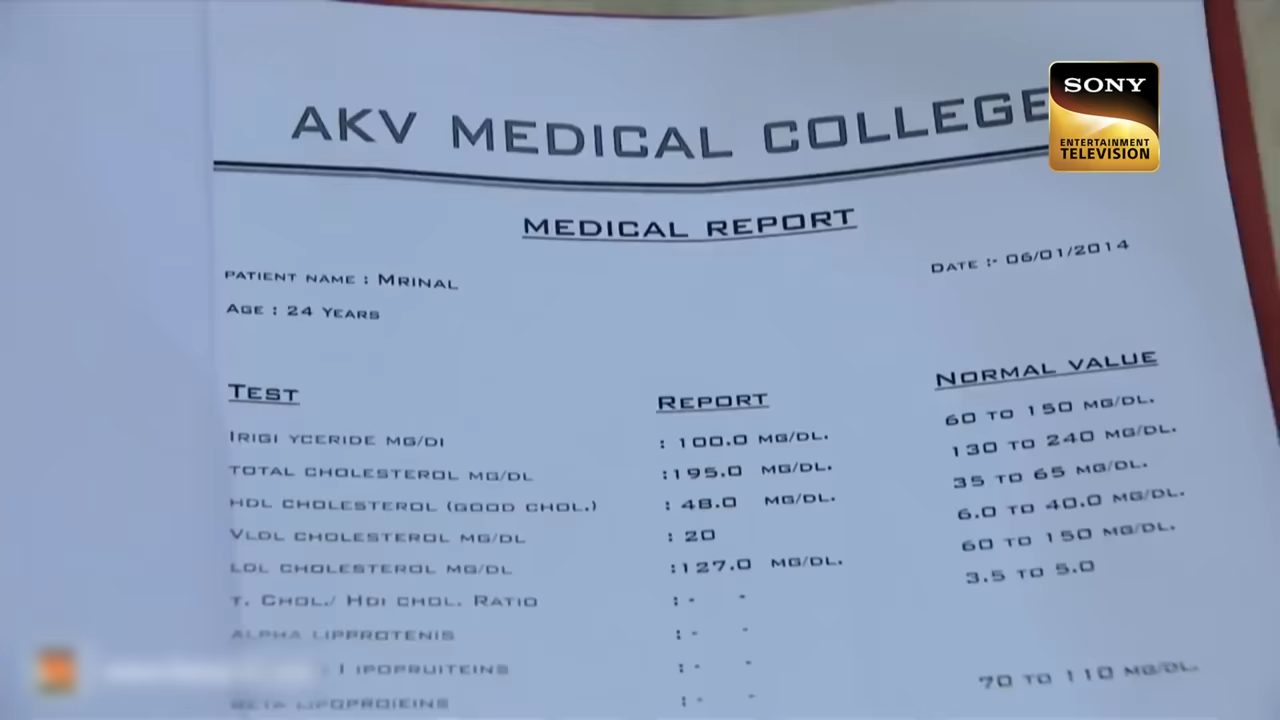 AKV MEDICAL COLLEGE
SONY
ENTERTAINMENT
TELEVISION
MEDICAL REPORT
PATIENT NAME : MRINAL
DATE :- 06/01/2014
AGE : 24 YEARS
TEST REPORT NORMAL VALUE
IRIGI YCERIDE MG/DI : 100.0 MG/DL. 60 TO 150 MG/DL.
TOTAL CHOLESTEROL MG/DL :195.0 MG/DL. 130 TO 240 MG/DL.
HDL CHOLESTEROL (GOOD CHOL.) : 48.0 MG/DL. 35 TO 65 MG/DL.
VLDL CHOLESTEROL MG/DL : 20 6.0 TO 40.0 MG/DL.
LDL CHOLESTEROL MG/DL :127.0 MG/DL. 60 TO 150 MG/DL.
T. CHOL./ HDI CHOL. RATIO : - - 3.5 TO 5.0
ALPHA LIPPROTENIS : - -
IPOPRUITEINS : - -
BETA LIPOPROIEINS : - - 70 TO 110 MG/DL.